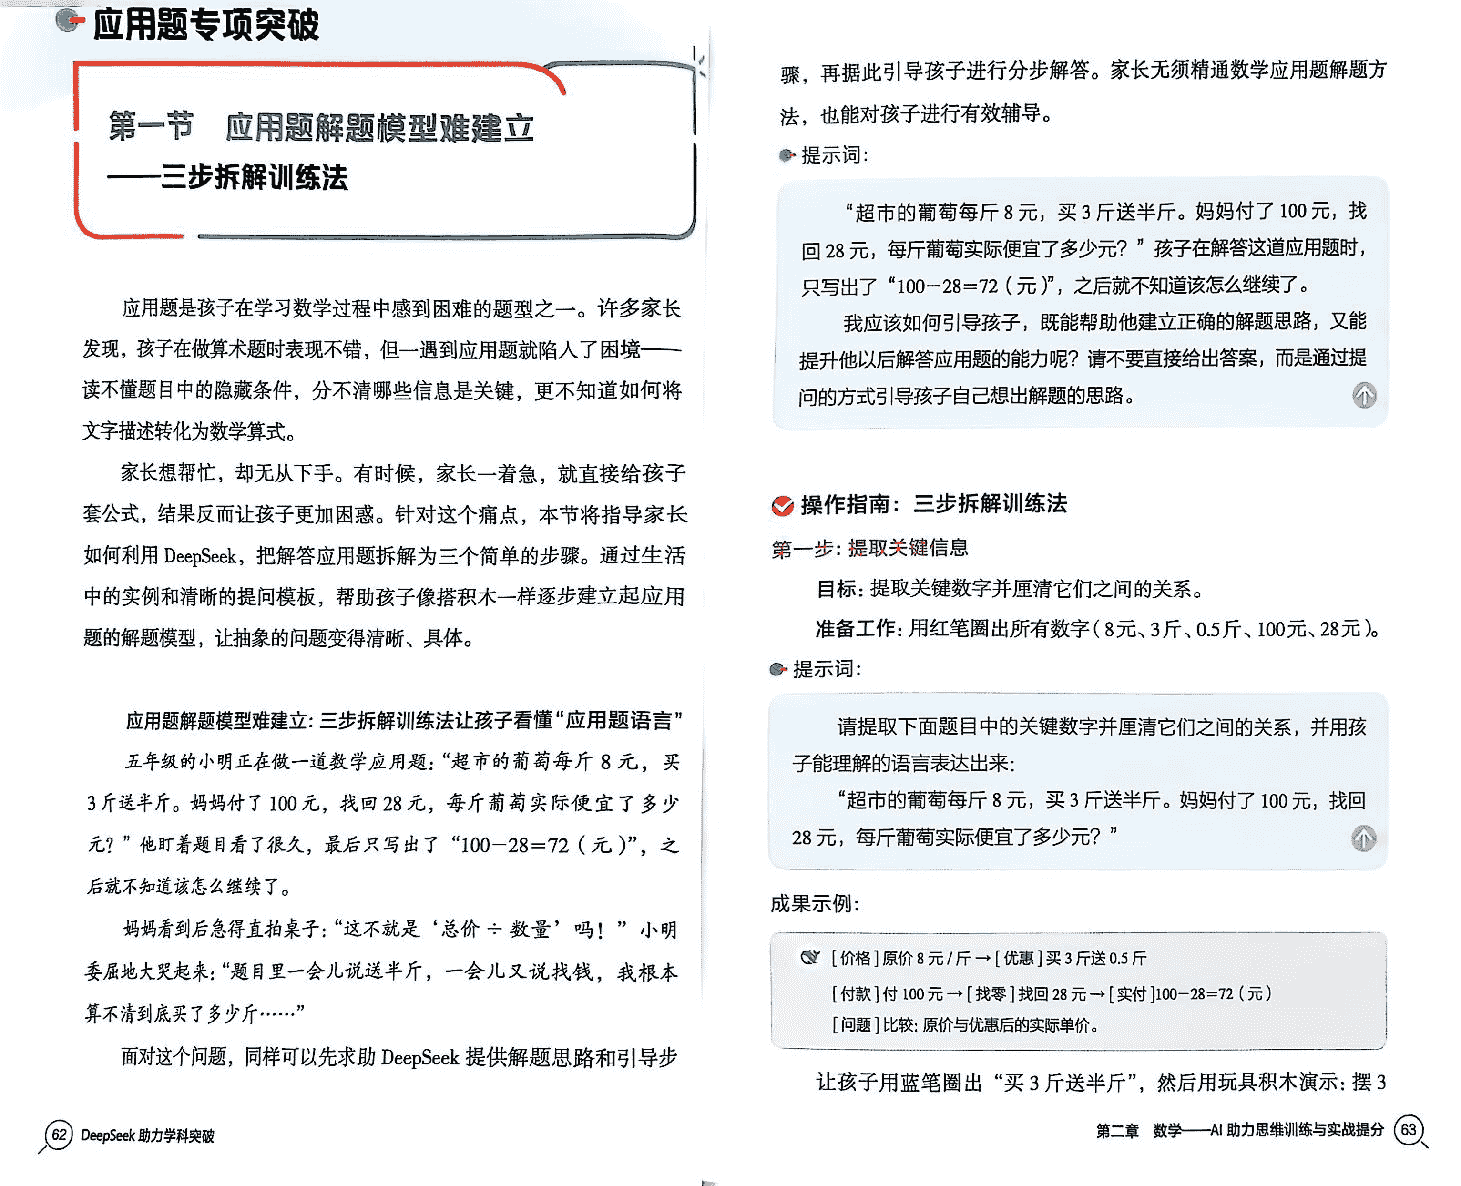 应用题专项突破
第一节 应用题解题模型难建立
——三步拆解训练法
应用题是孩子在学习数学过程中感到困难的题型之一。许多家长
发现，孩子在做算术题时表现不错，但一遇到应用题就陷人了困境——
读不懂题目中的隐藏条件，分不清哪些信息是关键，更不知道如何将
文字描述转化为数学算式。
家长想帮忙，却无从下手。有时候，家长一着急，就直接给孩子
套公式，结果反而让孩子更加困惑。针对这个痛点，本节将指导家长
如何利用 DeepSeek，把解答应用题拆解为三个简单的步骤。通过生活
中的实例和清晰的提问模板，帮助孩子像搭积木一样逐步建立起应用
题的解题模型，让抽象的问题变得清晰、具体。
应用题解题模型难建立：三步拆解训练法让孩子看懂“应用题语言”
五年级的小明正在做一道数学应用题：“超市的葡萄每斤 8 元，买
3 斤送半斤。妈妈付了 100 元，找回 28 元，每斤葡萄实际便宜了多少
元？”他盯着题目看了很久，最后只写出了“100－28=72（元）”，之
后就不知道该怎么继续了。
妈妈看到后急得直拍桌子：“这不就是‘总价 ÷ 数量’吗！”小明
委屈地大哭起来：“题目里一会儿说送半斤，一会儿又说找钱，我根本
算不清到底买了多少斤……”
面对这个问题，同样可以先求助 DeepSeek 提供解题思路和引导步
62 DeepSeek 助力学科突破
骤，再据此引导孩子进行分步解答。家长无须精通数学应用题解题方
法，也能对孩子进行有效辅导。
提示词：
“超市的葡萄每斤 8 元，买 3 斤送半斤。妈妈付了 100 元，找
回 28 元，每斤葡萄实际便宜了多少元？”孩子在解答这道应用题时，
只写出了“100－28=72（元）”，之后就不知道该怎么继续了。
我应该如何引导孩子，既能帮助他建立正确的解题思路，又能
提升他以后解答应用题的能力呢？请不要直接给出答案，而是通过提
问的方式引导孩子自己想出解题的思路。
操作指南：三步拆解训练法
第一步：提取关键信息
目标：提取关键数字并厘清它们之间的关系。
准备工作：用红笔圈出所有数字（8元、3斤、0.5斤、100元、28元）。
提示词：
请提取下面题目中的关键数字并厘清它们之间的关系，并用孩
子能理解的语言表达出来：
“超市的葡萄每斤 8 元，买 3 斤送半斤。妈妈付了 100 元，找回
28 元，每斤葡萄实际便宜了多少元？”
成果示例：
[ 价格 ] 原价 8 元 / 斤→[ 优惠 ] 买 3 斤送 0.5 斤
[ 付款 ] 付 100 元→[ 找零 ] 找回 28 元→[ 实付 ]100－28=72（元）
[ 问题 ] 比较：原价与优惠后的实际单价。
让孩子用蓝笔圈出“买 3 斤送半斤”，然后用玩具积木演示：摆 3
第二章 数学——AI 助力思维训练与实战提分 63